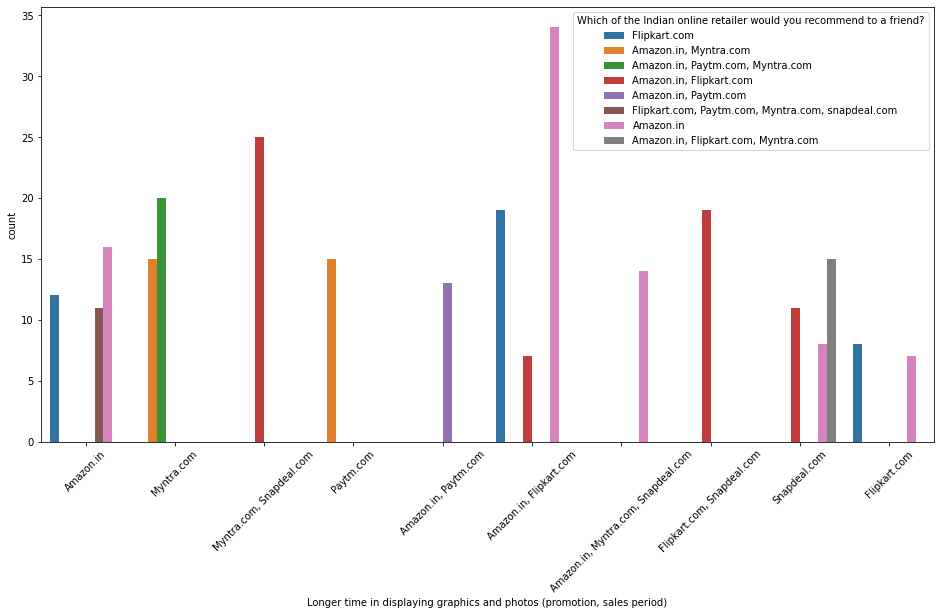 35
30
25
20
15
10
5
0
count
Which of the Indian online retailer would you recommend to a friend?
Flipkart.com
Amazon.in, Myntra.com
Amazon.in, Paytm.com, Myntra.com
Amazon.in, Flipkart.com
Amazon.in, Paytm.com
Flipkart.com, Paytm.com, Myntra.com, snapdeal.com
Amazon.in
Amazon.in, Flipkart.com, Myntra.com
Amazon.in
Myntra.com
Myntra.com, Snapdeal.com
Paytm.com
Amazon.in, Paytm.com
Amazon.in, Flipkart.com
Amazon.in, Myntra.com, Snapdeal.com
Flipkart.com, Snapdeal.com
Snapdeal.com
Flipkart.com
Longer time in displaying graphics and photos (promotion, sales period)